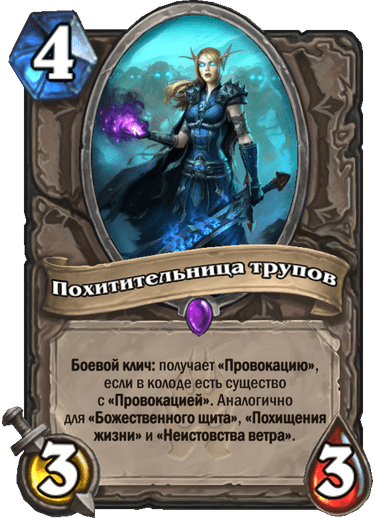 4
Похитительница трупов
Боевой клич: получает «Провокацию»,
если в колоде есть существо
с «Провокацией». Аналогично
для «Божественного щита», «Похищения
жизни» и «Неистовства ветра».
3
3